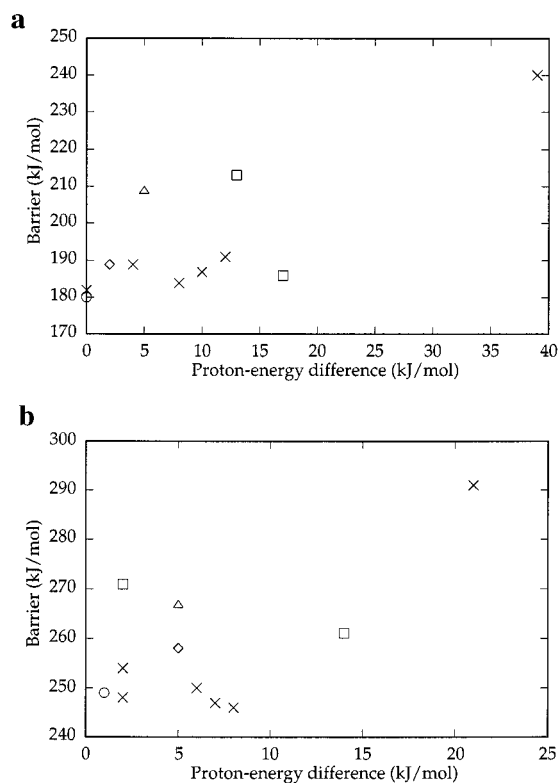 a
250
240
230
220
210
200
190
180
170
Barrier (kJ/mol)
0 5 10 15 20 25 30 35 40
Proton-energy difference (kJ/mol)
b
300
290
280
270
260
250
240
Barrier (kJ/mol)
0 5 10 15 20 25
Proton-energy difference (kJ/mol)